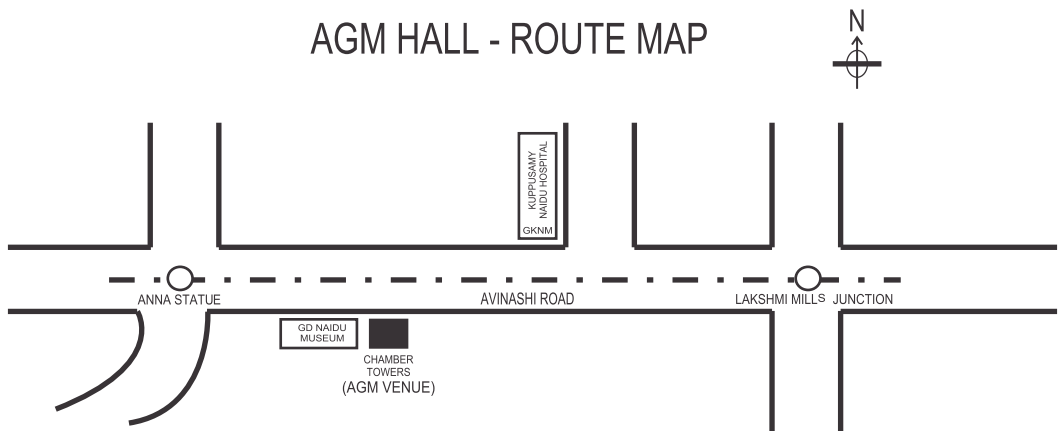 AGM HALL - ROUTE MAP
N
KUPPUSAMY
NAIDU HOSPITAL
GKNM
ANNA STATUE
AVINASHI ROAD
LAKSHMI MILLS JUNCTION
GD NAIDU
MUSEUM
CHAMBER
TOWERS
(AGM VENUE)